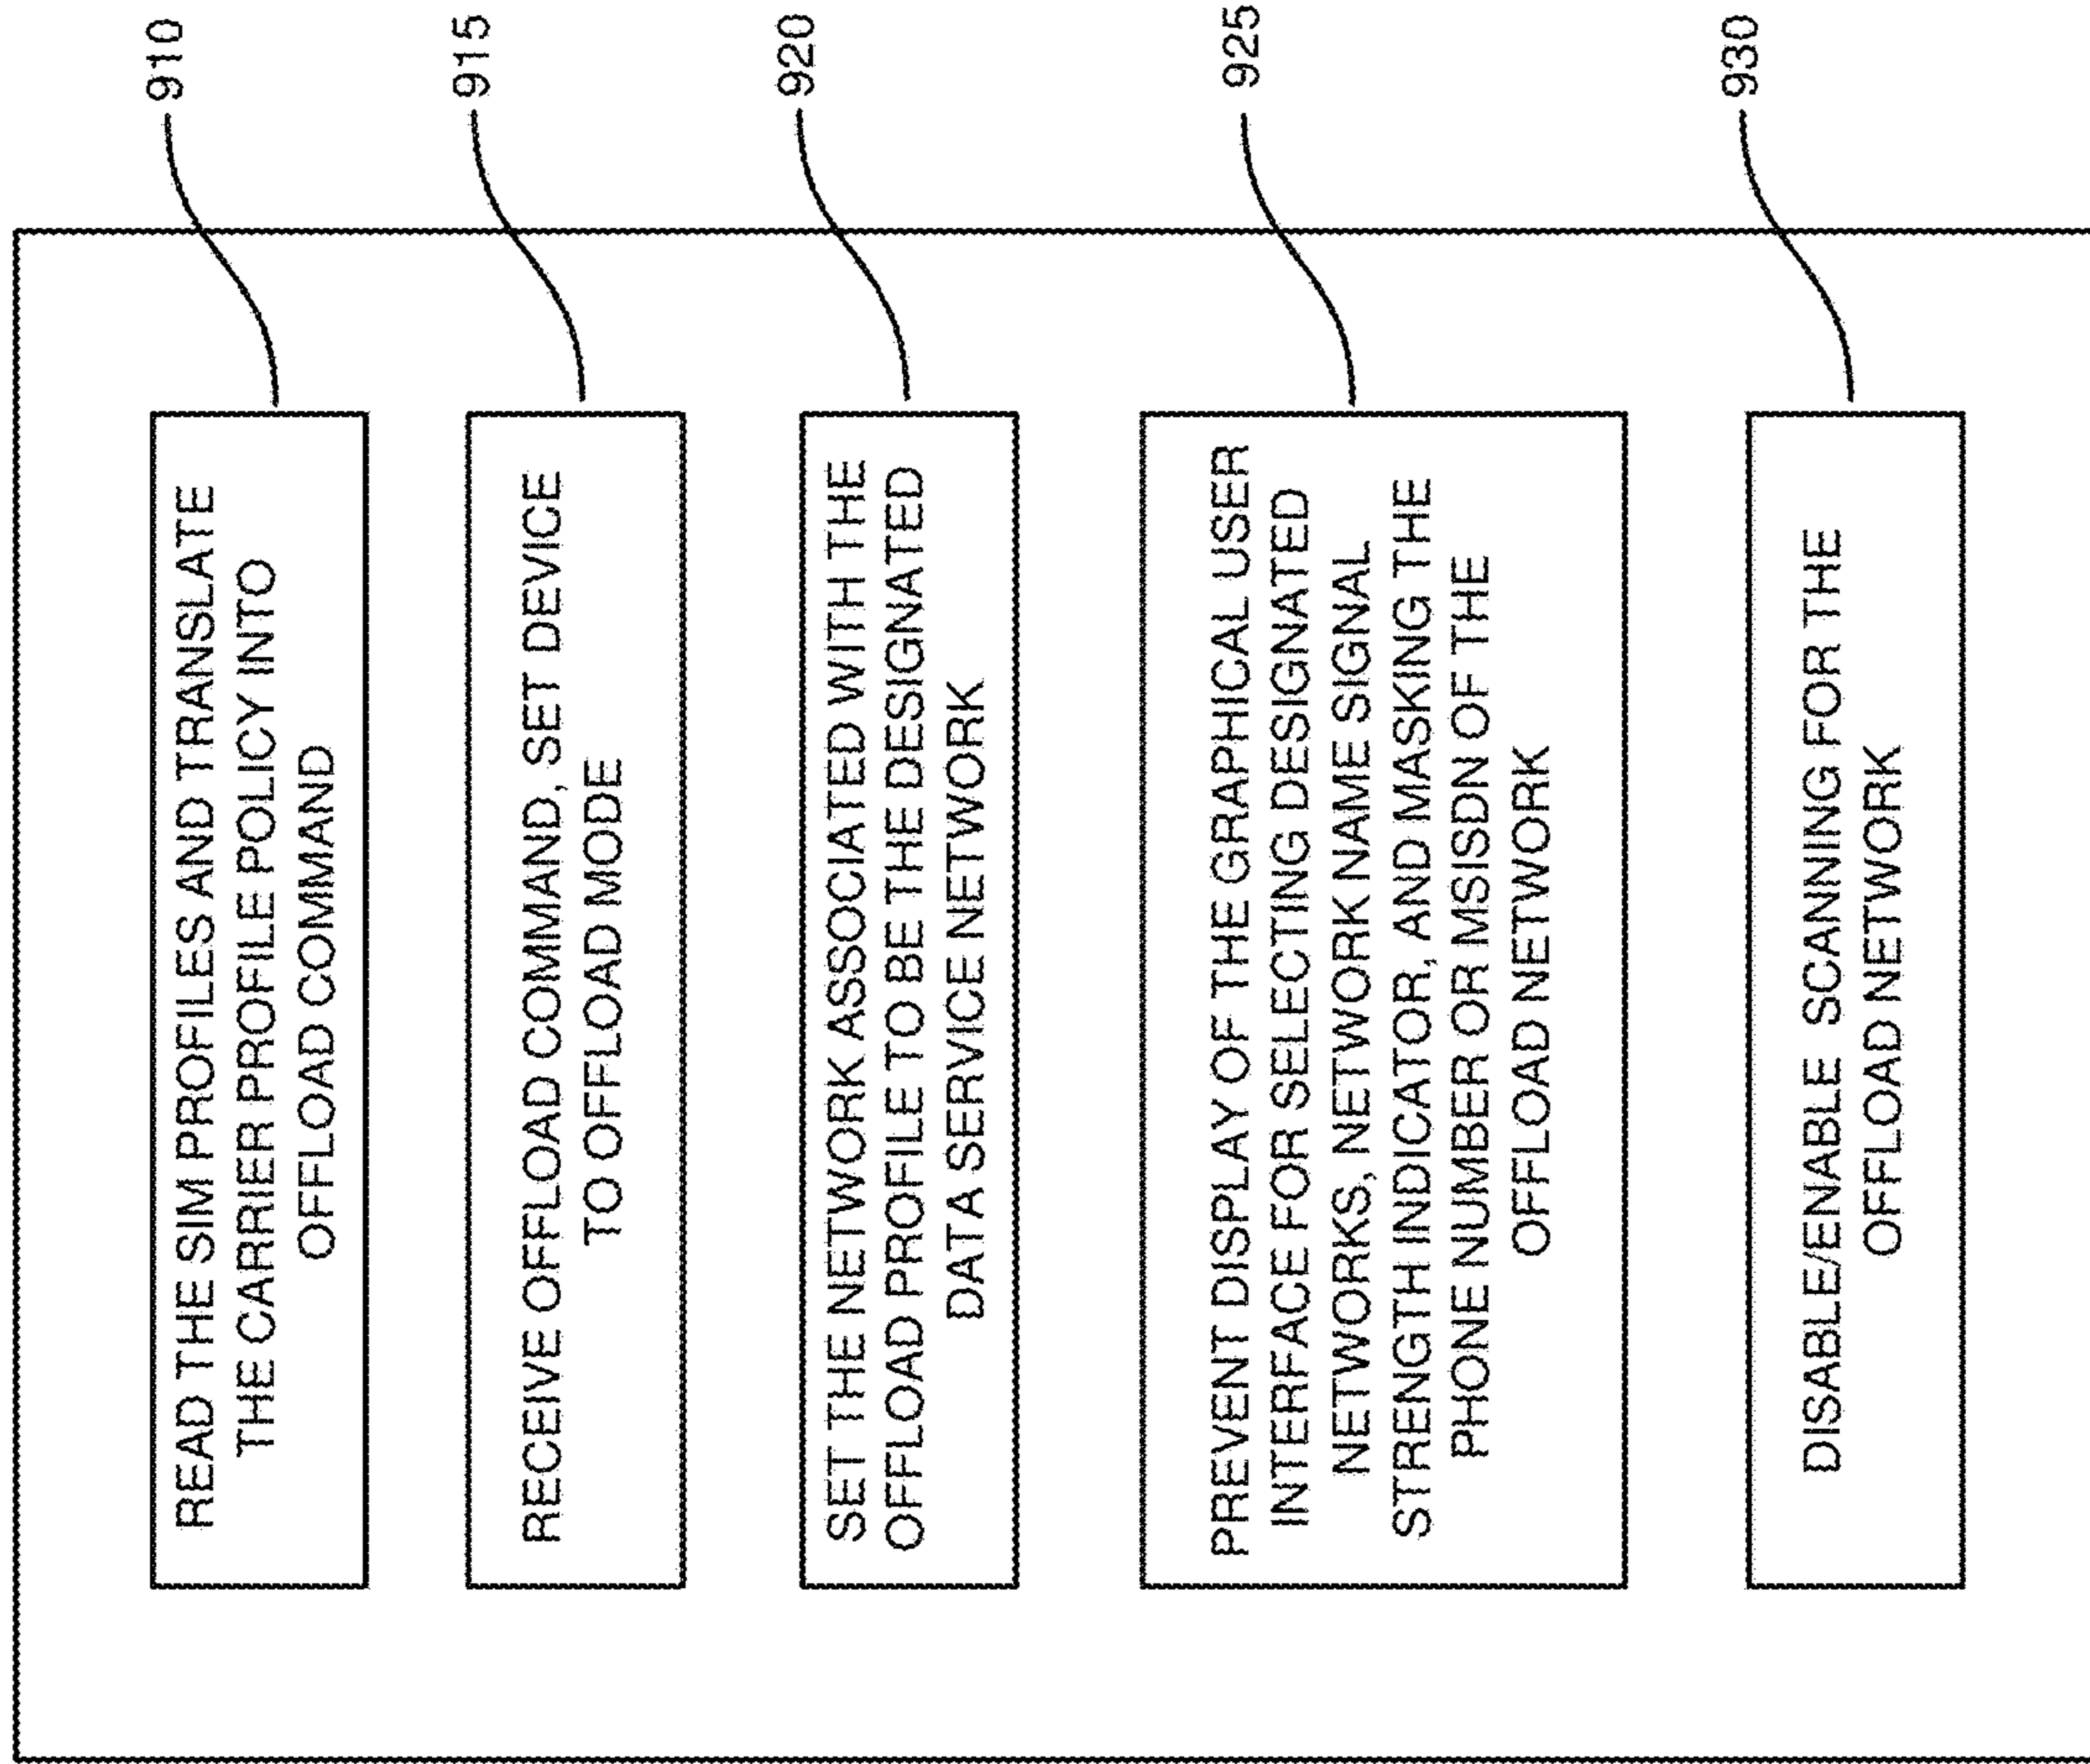 READ THE SIM PROFILES AND TRANSLATE
THE CARRIER PROFILE POLICY INTO
OFFLOAD COMMAND
910
RECEIVE OFFLOAD COMMAND, SET DEVICE
TO OFFLOAD MODE
915
SET THE NETWORK ASSOCIATED WITH THE
OFFLOAD PROFILE TO BE THE DESIGNATED
DATA SERVICE NETWORK
920
PREVENT DISPLAY OF THE GRAPHICAL USER
INTERFACE FOR SELECTING DESIGNATED
NETWORKS, NETWORK NAME SIGNAL
STRENGTH INDICATOR, AND MASKING THE
PHONE NUMBER OR MSISDN OF THE
OFFLOAD NETWORK
925
DISABLE/ENABLE SCANNING FOR THE
OFFLOAD NETWORK
930